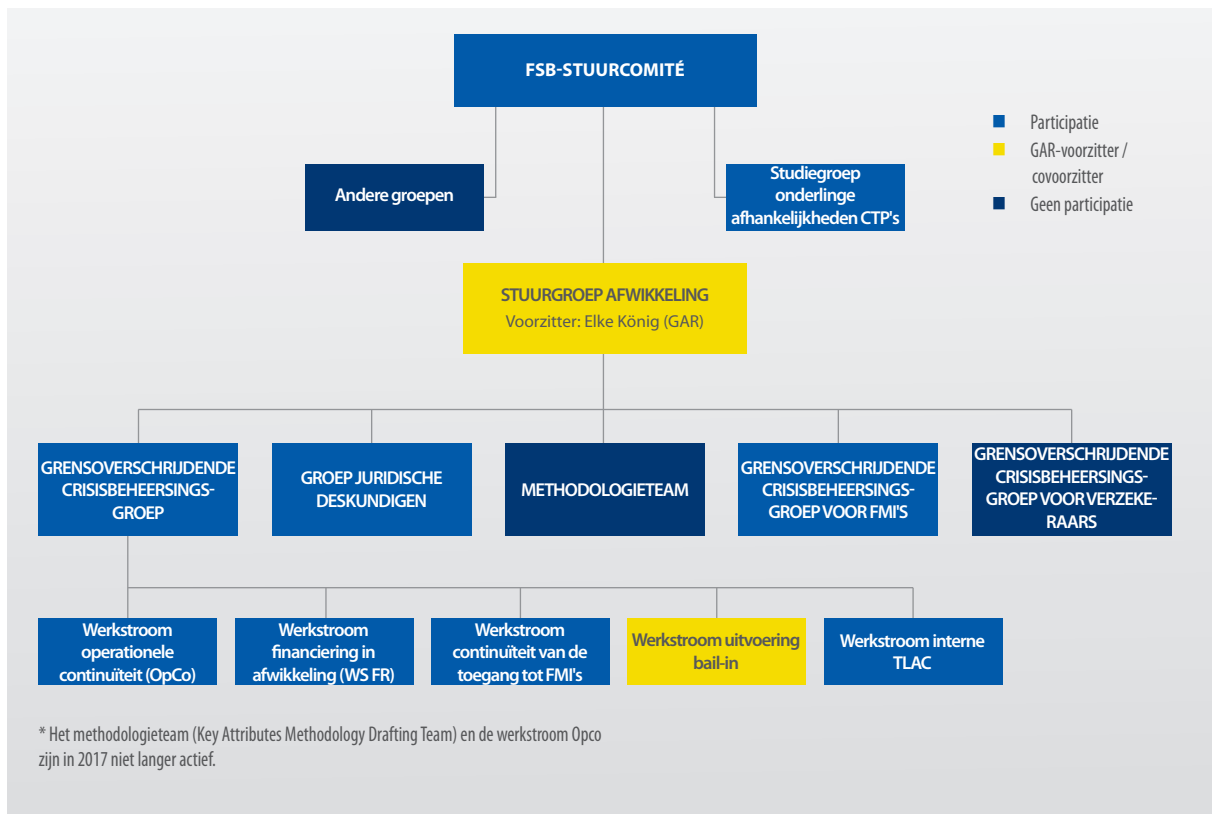 FSB-STUURCOMITÉ
Participatie
GAR-voorzitter /
covoorzitter
Geen participatie
Andere groepen
Studiegroep
onderlinge
afhankelijkheden CTP's
STUURGROEP AFWIKKELING
Voorzitter: Elke König (GAR)
GRENSOVERSCHRIJDENDE
CRISISBEHEERSINGS-
GROEP
GROEP JURIDISCHE
DESKUNDIGEN
METHODOLOGIETEAM
GRENSOVERSCHRIJDENDE
CRISISBEHEERSINGS-
GROEP VOOR FMI'S
GRENSOVERSCHRIJDENDE
CRISISBEHEERSINGS-
GROEP VOOR VERZEKE-
RAARS
Werkstroom
operationele
continuïteit (OpCo)
Werkstroom
financiering in
afwikkeling (WS FR)
Werkstroom
continuïteit van de
toegang tot FMI's
Werkstroom uitvoering
bail-in
Werkstroom interne
TLAC
* Het methodologieteam (Key Attributes Methodology Drafting Team) en de werkstroom Opco
zijn in 2017 niet langer actief.